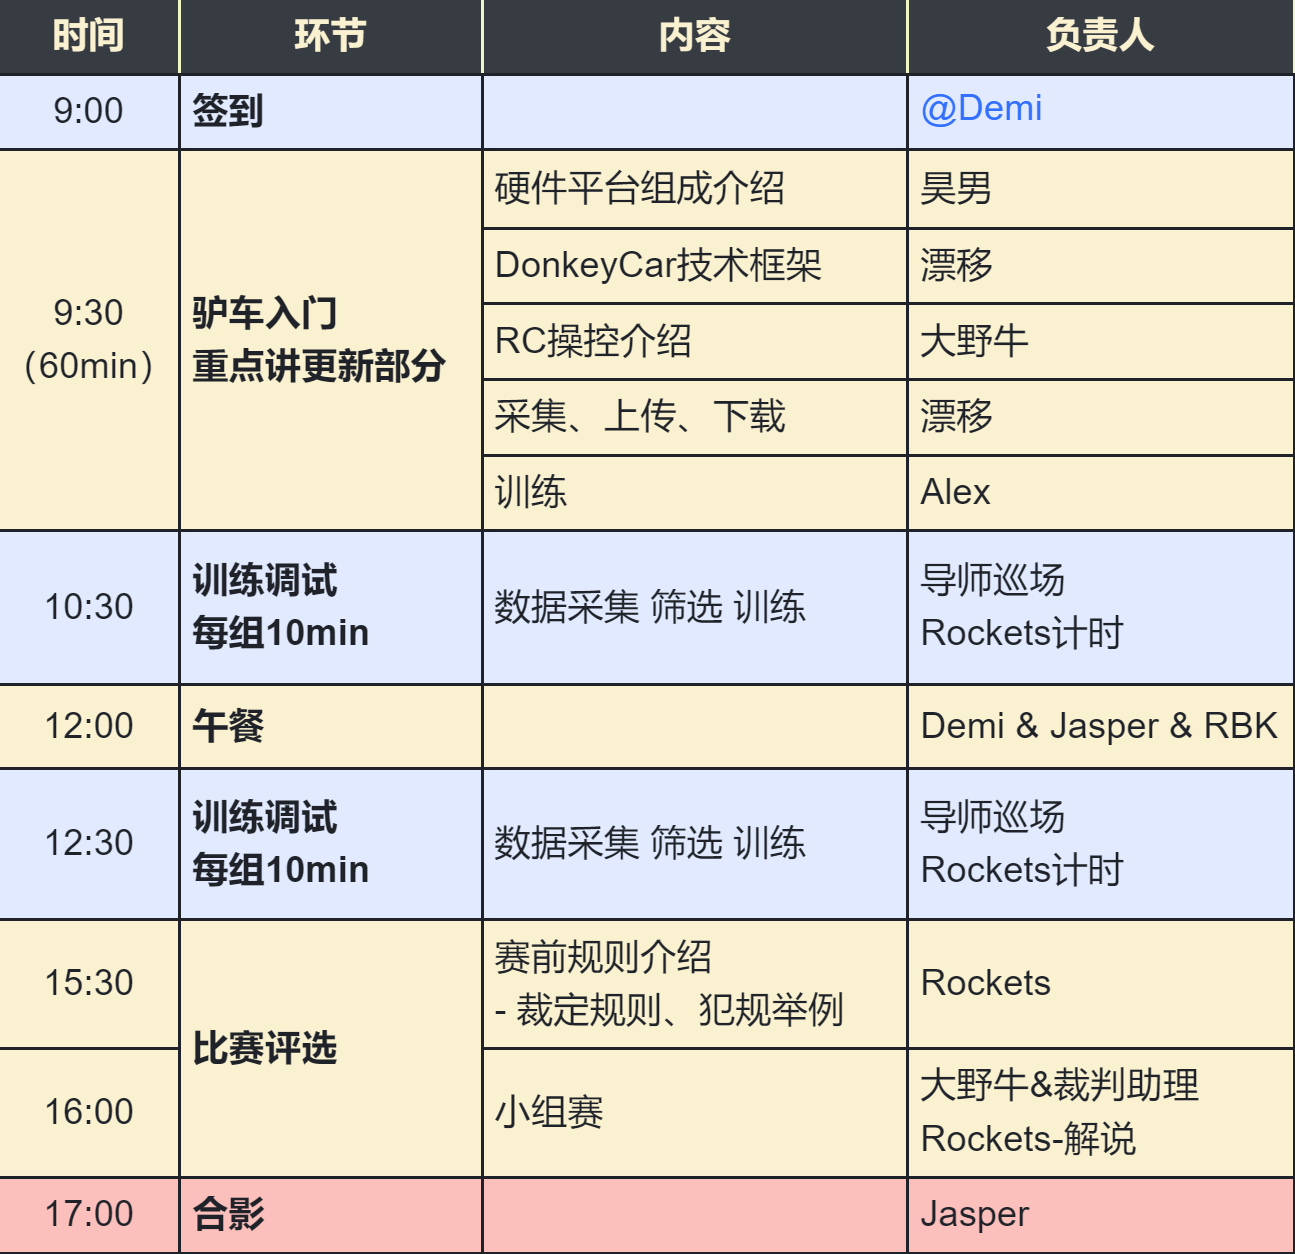 时间 环节 内容 负责人
9:00 签到 @Demi
9:30
（60min）
驴车入门
重点讲更新部分
硬件平台组成介绍 昊男
DonkeyCar技术框架 漂移
RC操控介绍 大野牛
采集、上传、下载 漂移
训练 Alex
10:30
训练调试
每组10min
数据采集 筛选 训练
导师巡场
Rockets计时
12:00 午餐 Demi & Jasper & RBK
12:30
训练调试
每组10min
数据采集 筛选 训练
导师巡场
Rockets计时
15:30
比赛评选
赛前规则介绍
- 裁定规则、犯规举例
Rockets
16:00
小组赛
大野牛&裁判助理
Rockets-解说
17:00 合影 Jasper